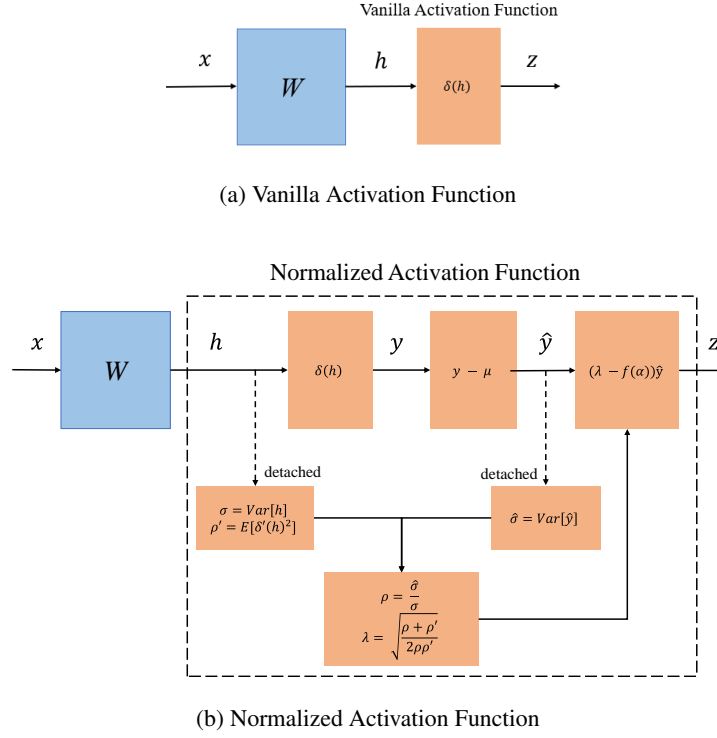 Vanilla Activation Function
x
W
h
δ(h)
z
(a) Vanilla Activation Function
Normalized Activation Function
x
W
h
δ(h)
y
y − μ
ŷ
(λ − f(α))ŷ
z
detached
detached
σ = Var[h]
ρ′ = E[δ′(h)²]
σ̂ = Var[ŷ]
ρ = σ̂/σ
λ = √((ρ + ρ′)/(2ρρ′))
(b) Normalized Activation Function